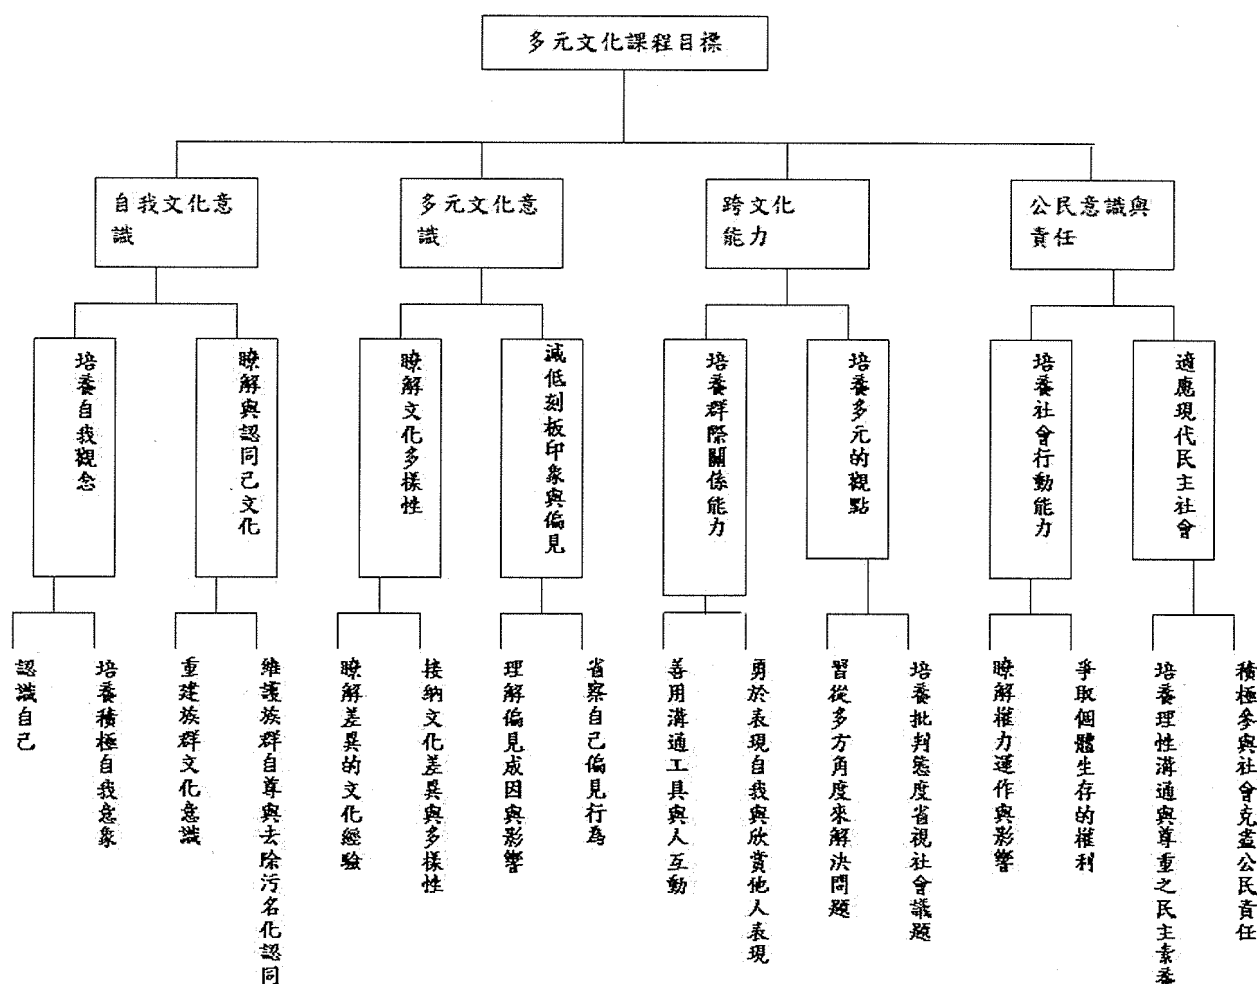 多元文化課程目標
自我文化意
識
多元文化意
識
跨文化
能力
公民意識與
責任
培養自我觀念
瞭解與認同己文化
瞭解文化多樣性
減低刻板印象與偏見
培養群際關係能力
培養多元的觀點
培養社會行動能力
適應現代民主社會
認識自己
培養積極自我意象
重建族群文化意識
維護族群自尊與去除污名化認同
瞭解差異的文化經驗
接納文化差異與多樣性
理解偏見成因與影響
省察自己偏見行為
善用溝通工具與人互動
勇於表現自我與欣賞他人表現
習從多方角度來解決問題
培養批判態度省視社會議題
瞭解權力運作與影響
爭取個體生存的權利
培養理性溝通與尊重之民主素養
積極參與社會克盡公民責任